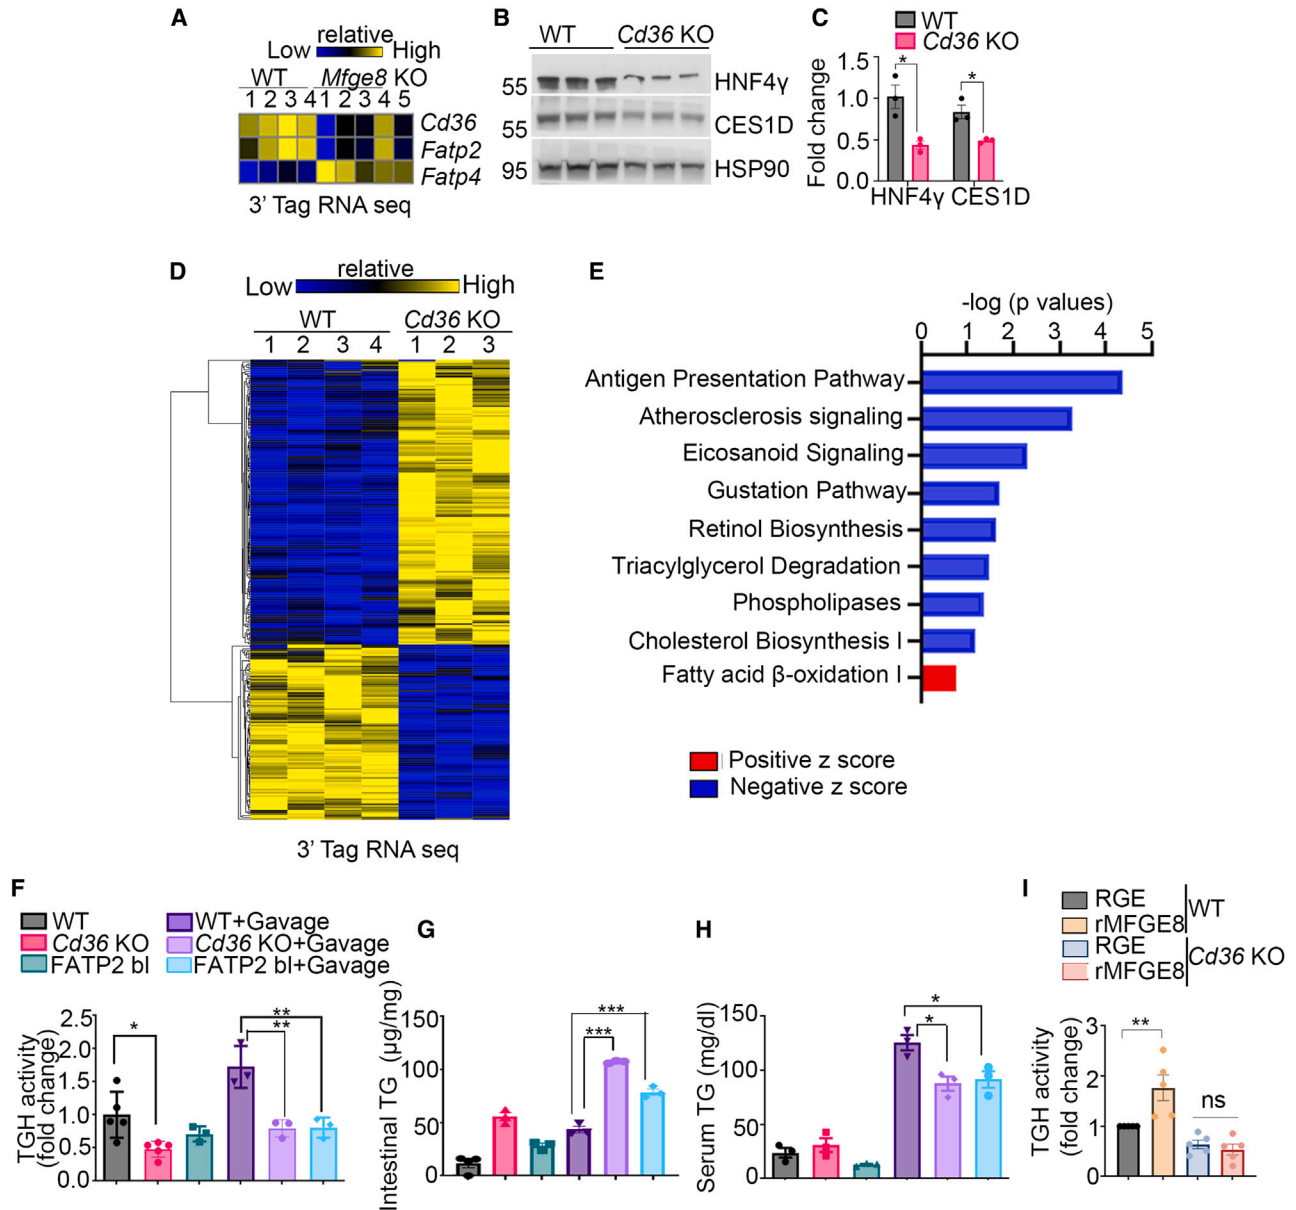 A
relative
Low High
WT Mfge8 KO
1 2 3 4 1 2 3 4 5
Cd36
Fatp2
Fatp4
3’ Tag RNA seq
B
WT Cd36 KO
55 HNF4γ
55 CES1D
95 HSP90
C
WT
Cd36 KO
Fold change
1.5
1.0
0.5
0.0
* *
HNF4γ CES1D
D
relative
Low High
WT Cd36 KO
1 2 3 4 1 2 3
3’ Tag RNA seq
E
-log (p values)
0 1 2 3 4 5
Antigen Presentation Pathway
Atherosclerosis signaling
Eicosanoid Signaling
Gustation Pathway
Retinol Biosynthesis
Triacylglycerol Degradation
Phospholipases
Cholesterol Biosynthesis I
Fatty acid β-oxidation I
Positive z score
Negative z score
F
WT WT+Gavage
Cd36 KO Cd36 KO+Gavage
FATP2 bl FATP2 bl+Gavage
TGH activity
(fold change)
2.5
2.0
1.5
1.0
0.5
0.0
*
**
**
G
Intestinal TG (μg/mg)
150
100
50
0
***
***
H
Serum TG (mg/dl)
150
100
50
0
*
*
I
RGE
rMFGE8
WT
RGE
rMFGE8
Cd36 KO
TGH activity
(fold change)
3
2
1
0
**
ns